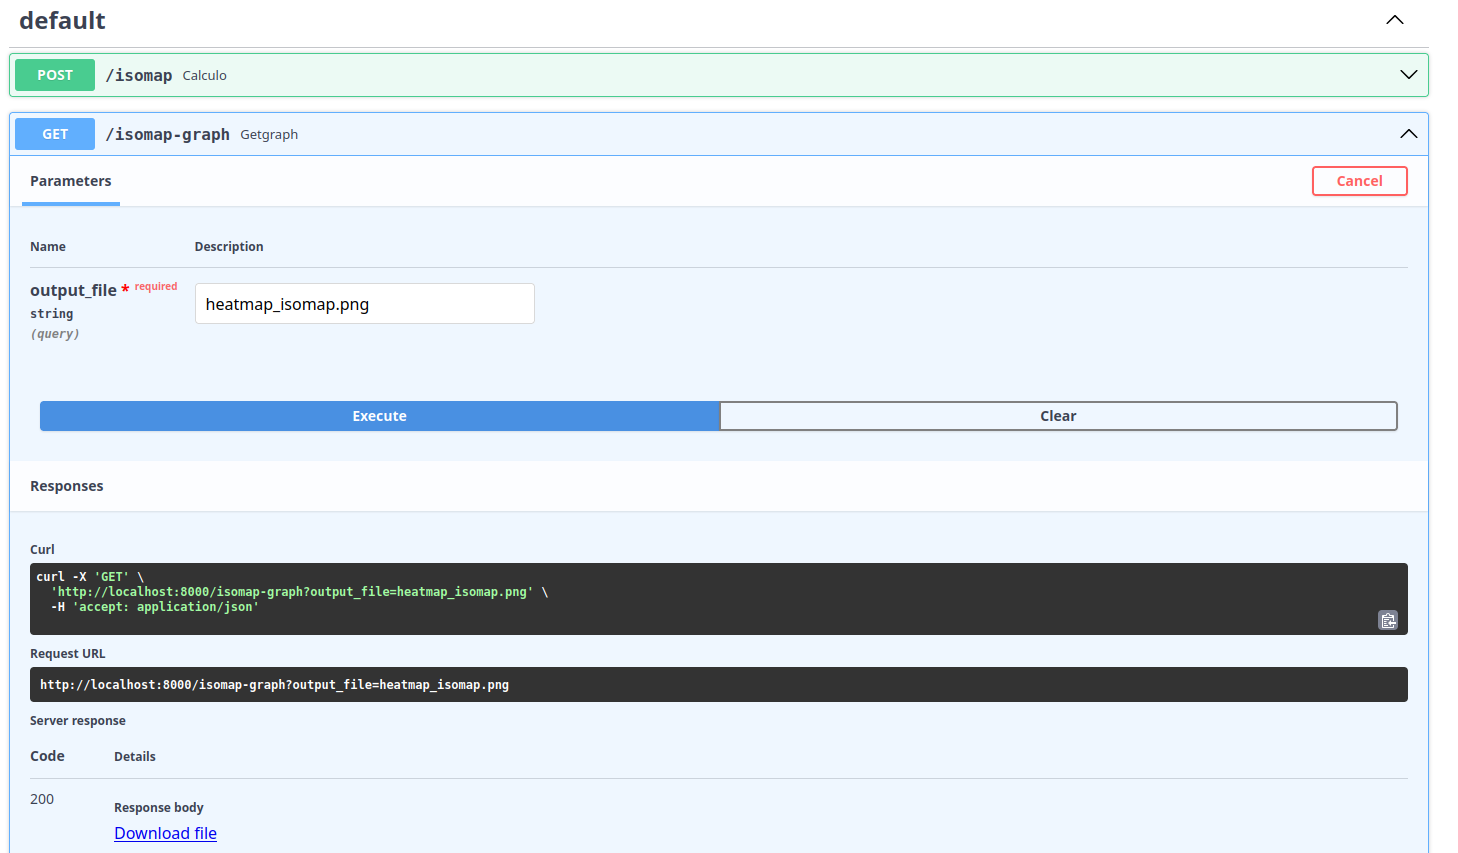 default
POST /isomap Calculo
GET /isomap-graph Getgraph
Parameters Cancel
Name Description
output_file * required
string
(query)
heatmap_isomap.png
Execute Clear
Responses
Curl
curl -X 'GET' \
'http://localhost:8000/isomap-graph?output_file=heatmap_isomap.png' \
-H 'accept: application/json'
Request URL
http://localhost:8000/isomap-graph?output_file=heatmap_isomap.png
Server response
Code Details
200
Response body
Download file